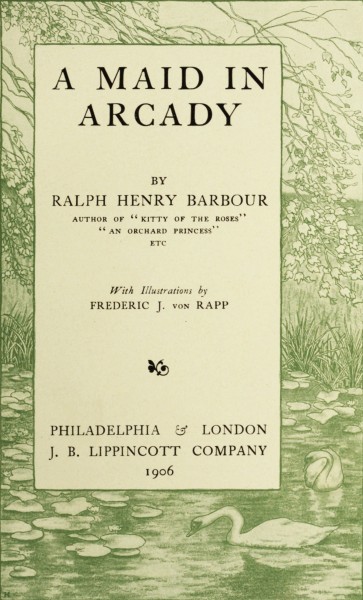 A MAID IN
ARCADY
BY
RALPH HENRY BARBOUR
AUTHOR OF "KITTY OF THE ROSES"
"AN ORCHARD PRINCESS"
ETC
With Illustrations by
FREDERIC J. VON RAPP
PHILADELPHIA & LONDON
J. B. LIPPINCOTT COMPANY
1906